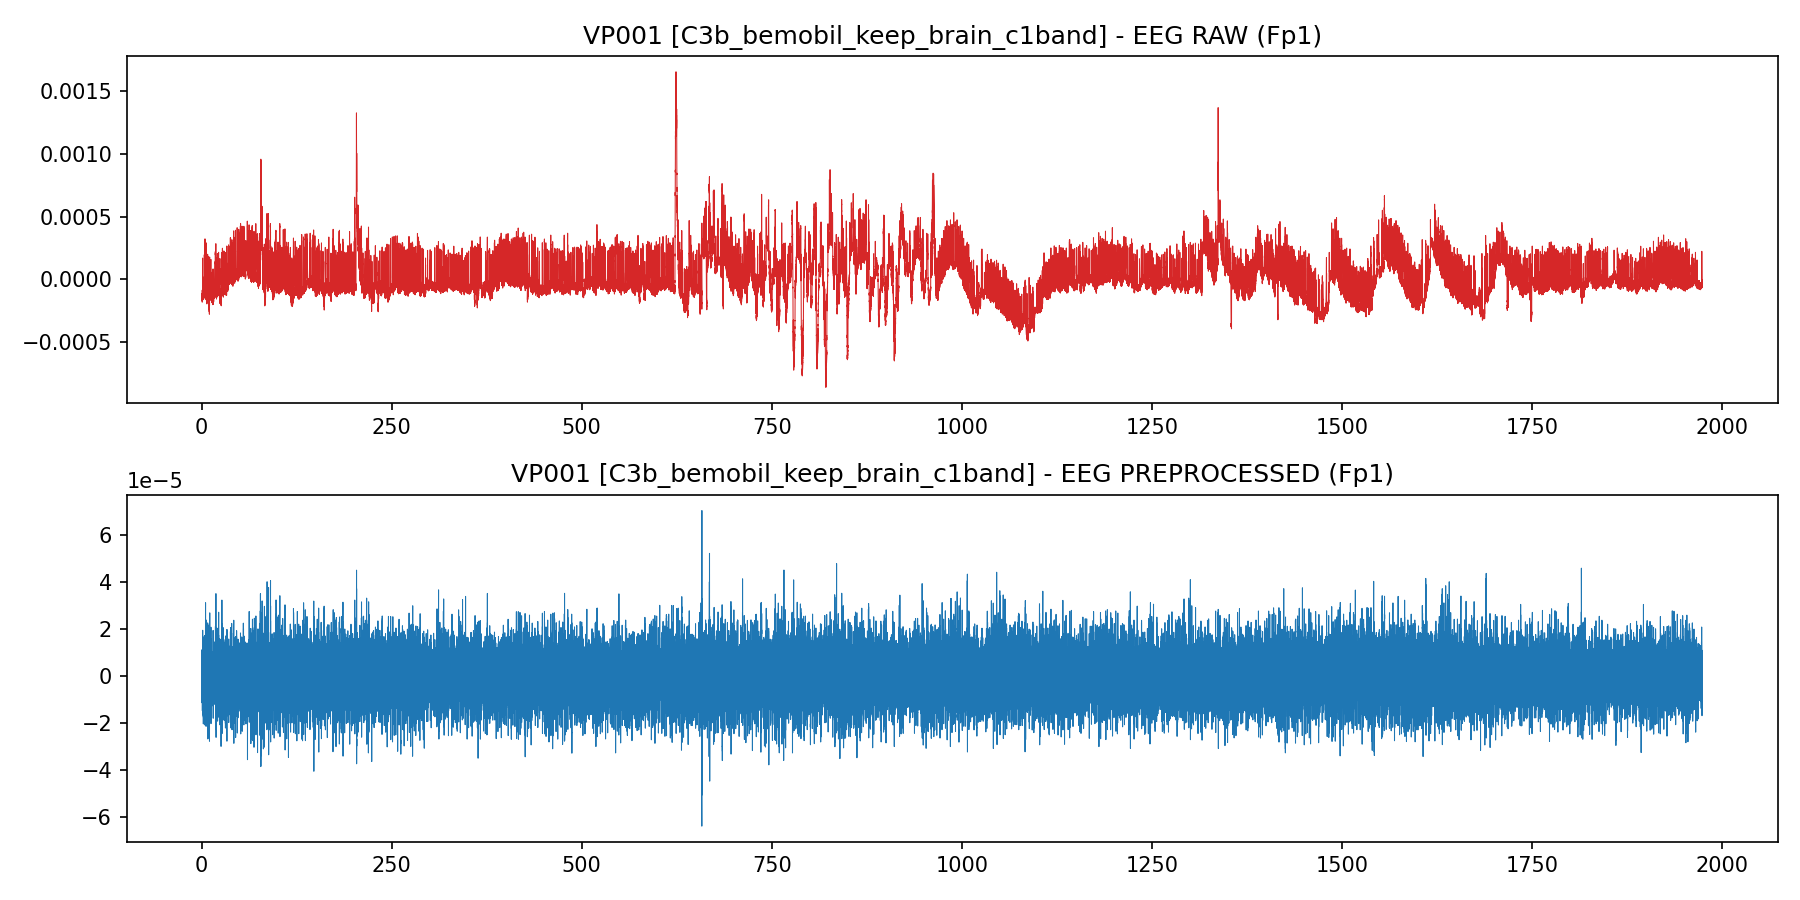 VP001 [C3b_bemobil_keep_brain_c1band] - EEG RAW (Fp1)
0.0015
0.0010
0.0005
0.0000
−0.0005
0 250 500 750 1000 1250 1500 1750 2000
VP001 [C3b_bemobil_keep_brain_c1band] - EEG PREPROCESSED (Fp1)
1e−5
6
4
2
0
−2
−4
−6
0 250 500 750 1000 1250 1500 1750 2000